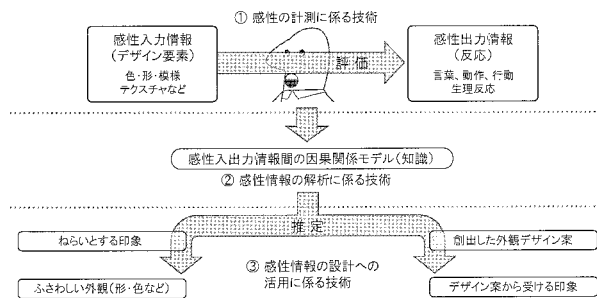 ① 感性の計測に係る技術
感性入力情報
(デザイン要素)
色・形・模様
テクスチャなど
評価
感性出力情報
(反応)
言葉、動作、行動
生理反応
感性入出力情報間の因果関係モデル(知識)
② 感性情報の解析に係る技術
推定
ねらいとする印象
創出した外観デザイン案
③ 感性情報の設計への
活用に係る技術
ふさわしい外観(形・色など)
デザイン案から受ける印象